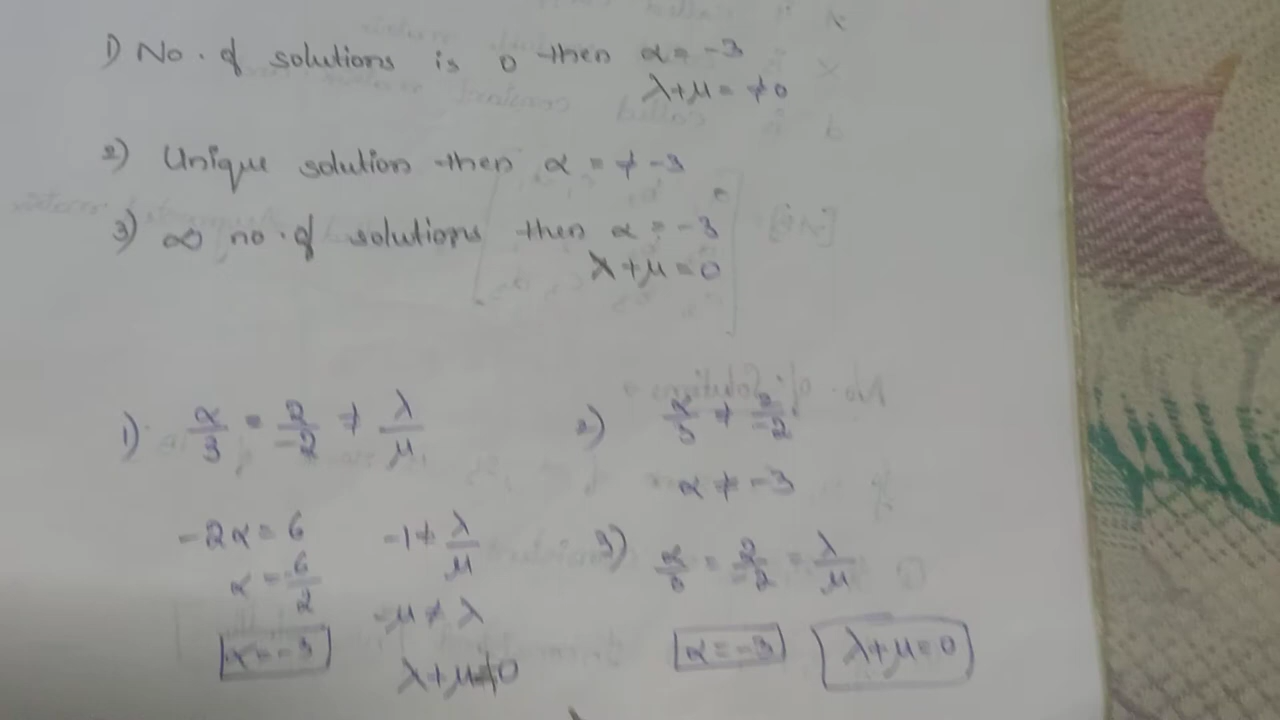 1) No. of solutions is 0 then α = -3
λ+μ = ≠0
2) Unique solution then α = ≠ -3
3) ∞ no. of solutions then α = -3
λ+μ = 0
1) α/3 = 2/-2 ≠ λ/μ
-2α = 6
α = -6/2
α = -3
-1 ≠ λ/μ
-μ ≠ λ
λ+μ≠0
2) α/3 ≠ 2/-2
α ≠ -3
3) α/3 = 2/-2 = λ/μ
α = -3
λ+μ=0